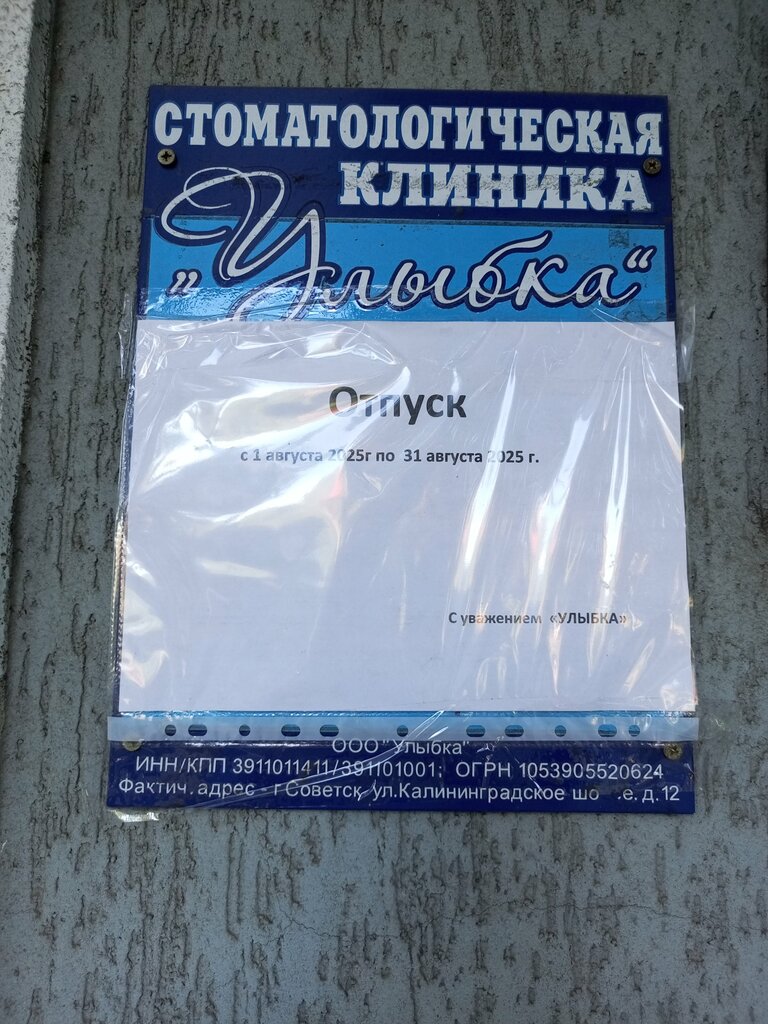 СТОМАТОЛОГИЧЕСКАЯ
КЛИНИКА
„Улыбка“
Отпуск
с 1 августа 2025г по 31 августа 2025 г.
С уважением «УЛЫБКА»
ООО "Улыбка"
ИНН/КПП 3911011411/391101001; ОГРН 1053905520624
Фактич. адрес - г Советск, ул.Калининградское д.12